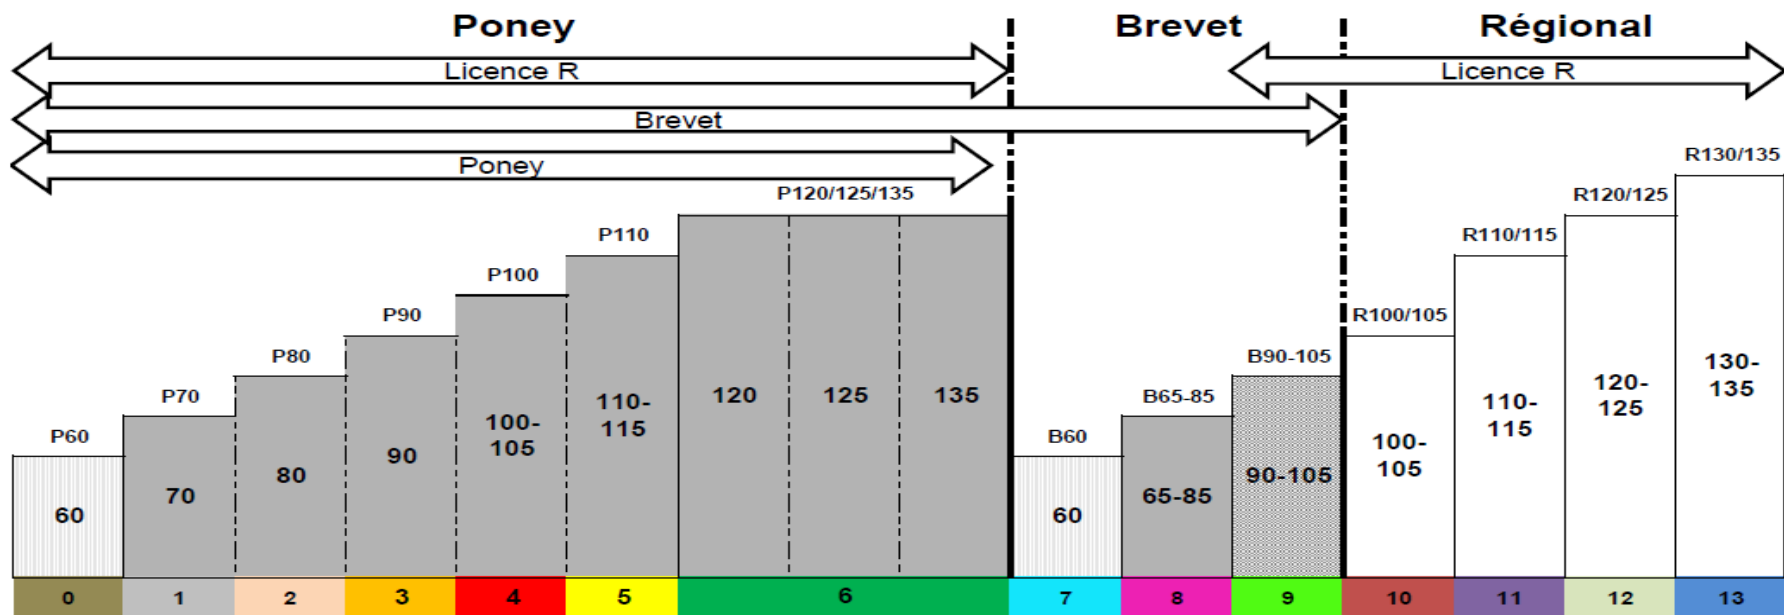 Poney
Brevet
Régional
Licence R
Licence R
Brevet
Poney
P120/125/135
R130/135
R120/125
P110
R110/115
P100
P90
R100/105
P80
B90-105
P70
B65-85
P60
B60
60
70
80
90
100-
105
110-
115
120
125
135
60
65-85
90-105
100-
105
110-
115
120-
125
130-
135
0
1
2
3
4
5
6
7
8
9
10
11
12
13